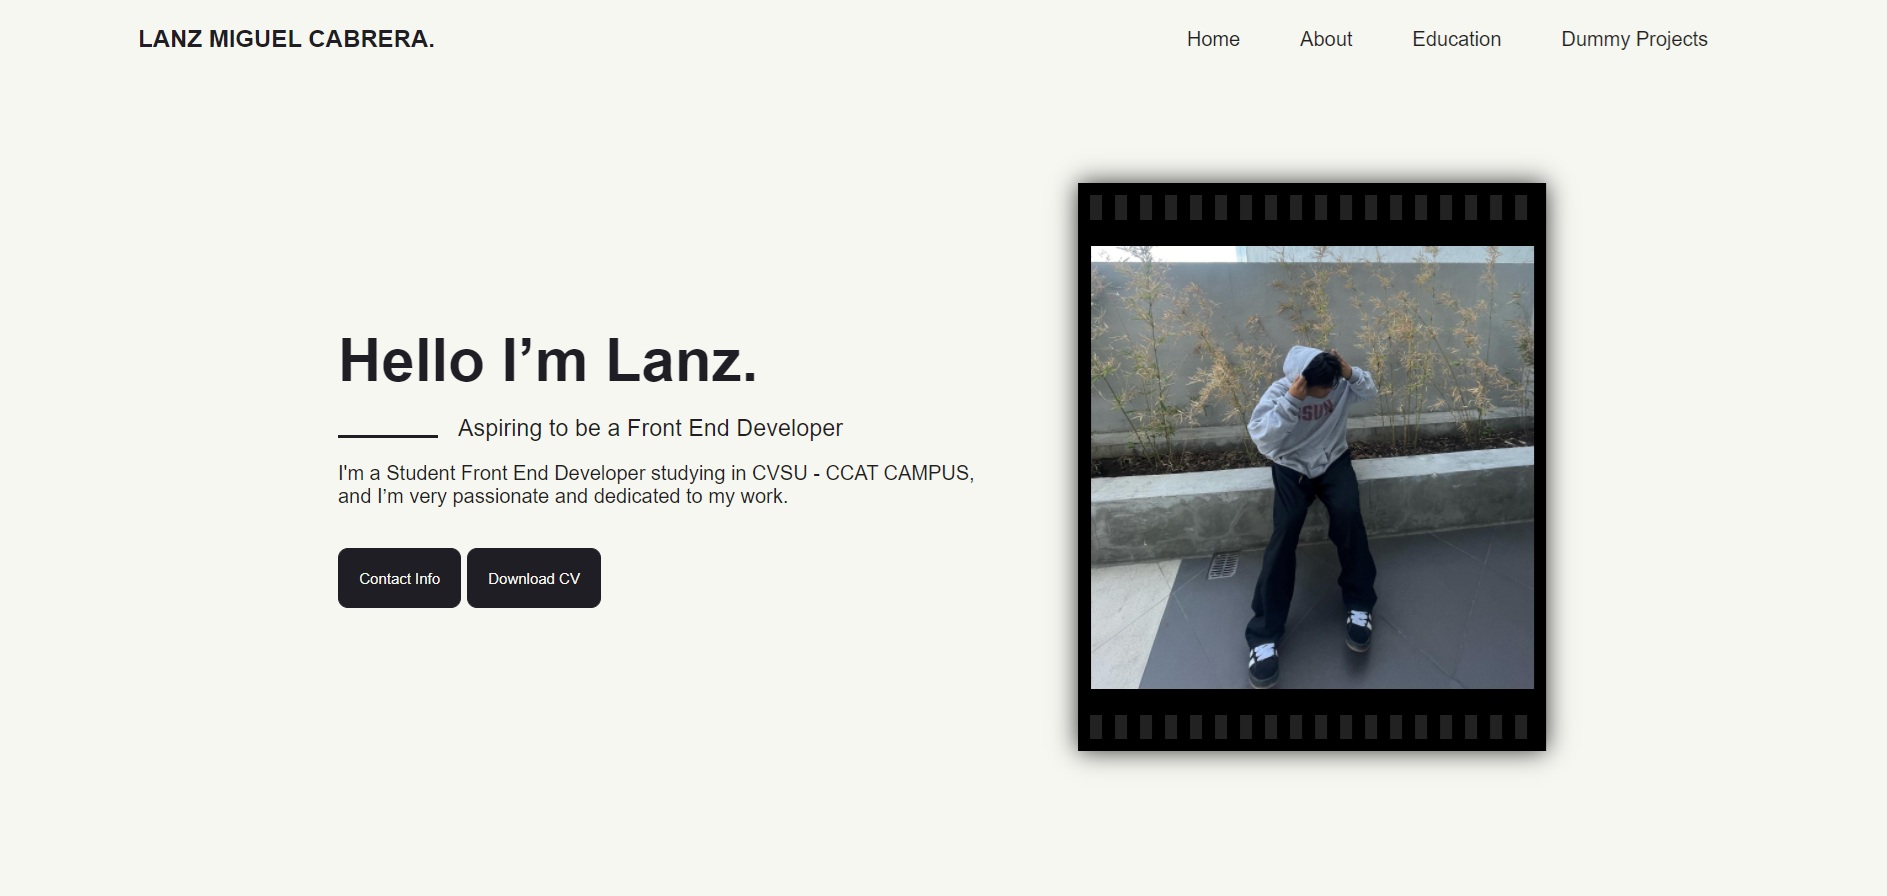 LANZ MIGUEL CABRERA.
Home About Education Dummy Projects
Hello I’m Lanz.
Aspiring to be a Front End Developer
I'm a Student Front End Developer studying in CVSU - CCAT CAMPUS,
and I’m very passionate and dedicated to my work.
Contact Info Download CV